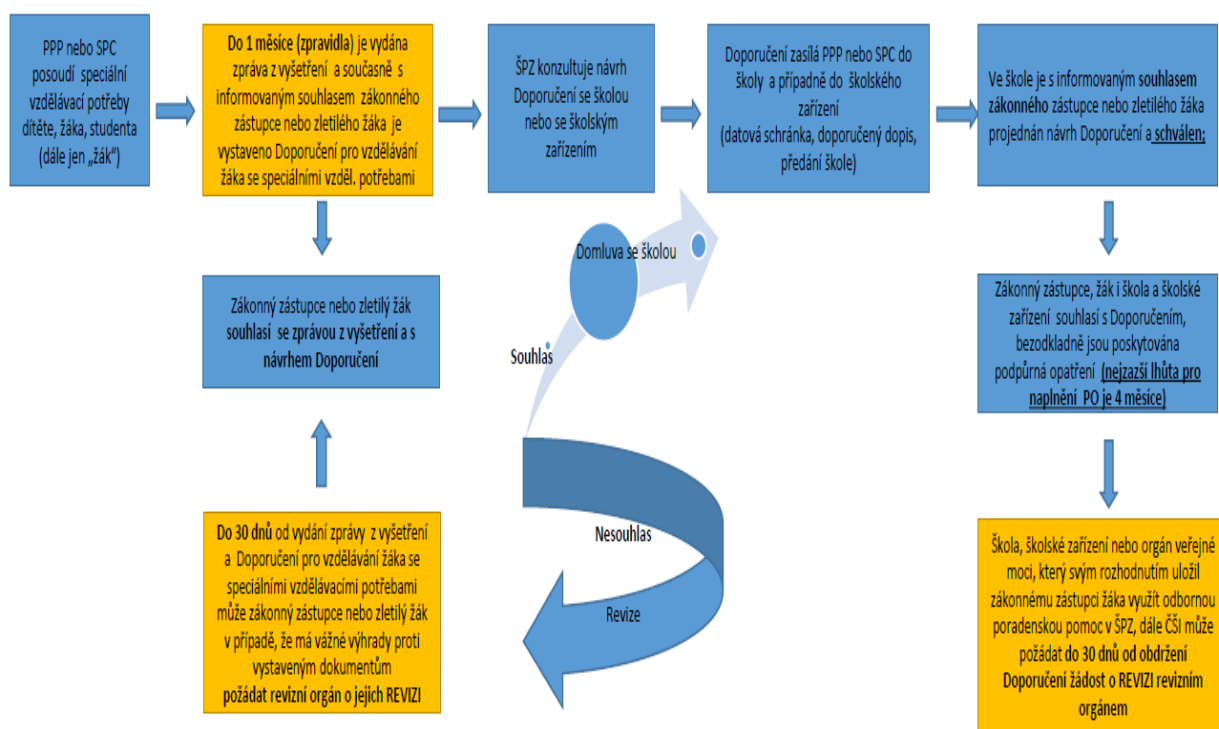 PPP nebo SPC
posoudí speciální
vzdělávací potřeby
dítěte, žáka, studenta
(dále jen „žák“)
Do 1 měsíce (zpravidla) je vydána
zpráva z vyšetření a současně s
informovaným souhlasem zákonného
zástupce nebo zletilého žáka je
vystaveno Doporučení pro vzdělávání
žáka se speciálními vzděl. potřebami
ŠPZ konzultuje návrh
Doporučení se školou
nebo se školským
zařízením
Doporučení zasílá PPP nebo SPC do
školy a případně do školského
zařízení
(datová schránka, doporučený dopis,
předání škole)
Ve škole je s informovaným souhlasem
zákonného zástupce nebo zletilého žáka
projednán návrh Doporučení a schválen;
Zákonný zástupce nebo zletilý žák
souhlasí se zprávou z vyšetření a s
návrhem Doporučení
Domluva se školou
Souhlas
Nesouhlas
Revize
Zákonný zástupce, žák i škola a školské
zařízení souhlasí s Doporučením,
bezodkladně jsou poskytována
podpůrná opatření (nejzazší lhůta pro
naplnění PO je 4 měsíce)
Do 30 dnů od vydání zprávy z vyšetření
a Doporučení pro vzdělávání žáka se
speciálními vzdělávacími potřebami
může zákonný zástupce nebo zletilý žák
v případě, že má vážné výhrady proti
vystaveným dokumentům
požádat revizní orgán o jejich REVIZI
Škola, školské zařízení nebo orgán veřejné
moci, který svým rozhodnutím uložil
zákonnému zástupci žáka využít odbornou
poradenskou pomoc v ŠPZ, dále ČŠI může
požádat do 30 dnů od obdržení
Doporučení žádost o REVIZI revizním
orgánem